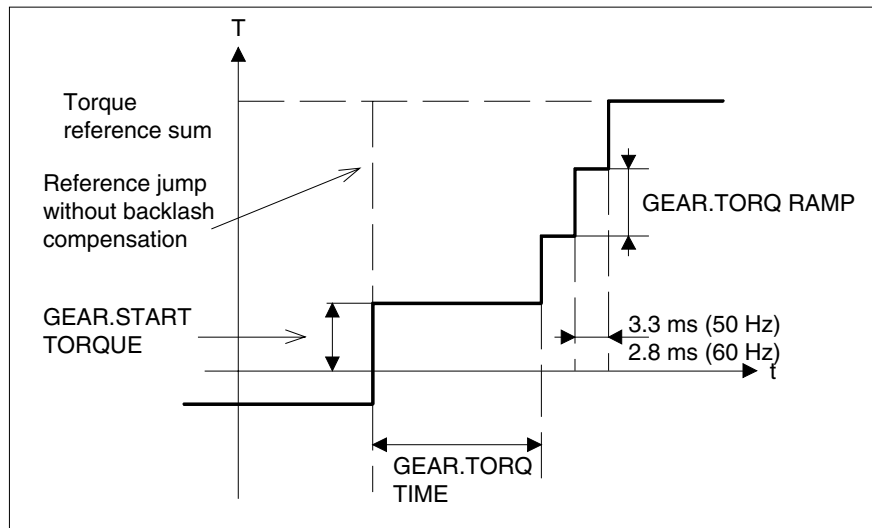 T
Torque
reference sum
Reference jump
without backlash
compensation
GEAR.TORQ RAMP
GEAR.START
TORQUE
3.3 ms (50 Hz)
2.8 ms (60 Hz)
t
GEAR.TORQ
TIME